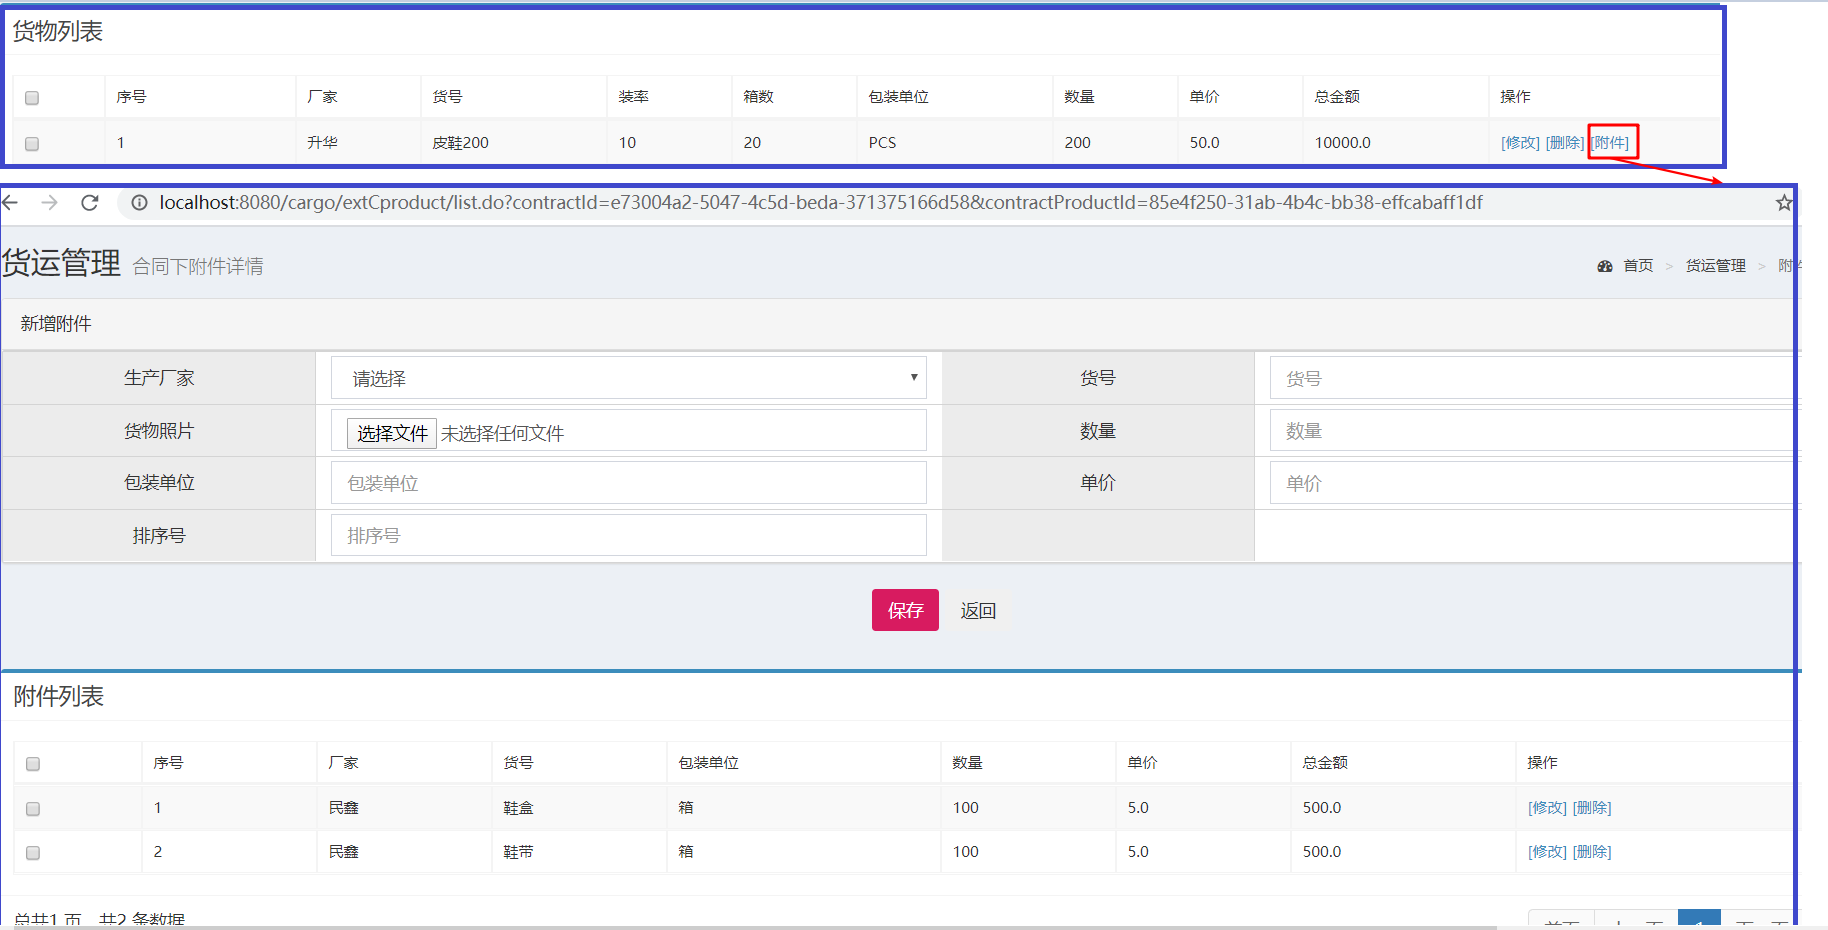 货物列表
序号 厂家 货号 装率 箱数 包装单位 数量 单价 总金额 操作
1 升华 皮鞋200 10 20 PCS 200 50.0 10000.0 [修改] [删除] [附件]
localhost:8080/cargo/extCproduct/list.do?contractId=e73004a2-5047-4c5d-beda-371375166d58&contractProductId=85e4f250-31ab-4b4c-bb38-effcabaff1df
货运管理 合同下附件详情 首页 > 货运管理 > 附件
新增附件
生产厂家 请选择 货号 货号
货物照片 选择文件 未选择任何文件 数量 数量
包装单位 包装单位 单价 单价
排序号 排序号
保存 返回
附件列表
序号 厂家 货号 包装单位 数量 单价 总金额 操作
1 民鑫 鞋盒 箱 100 5.0 500.0 [修改] [删除]
2 民鑫 鞋带 箱 100 5.0 500.0 [修改] [删除]
总共1 页，共2 条数据 首页 上一页 1 下一页